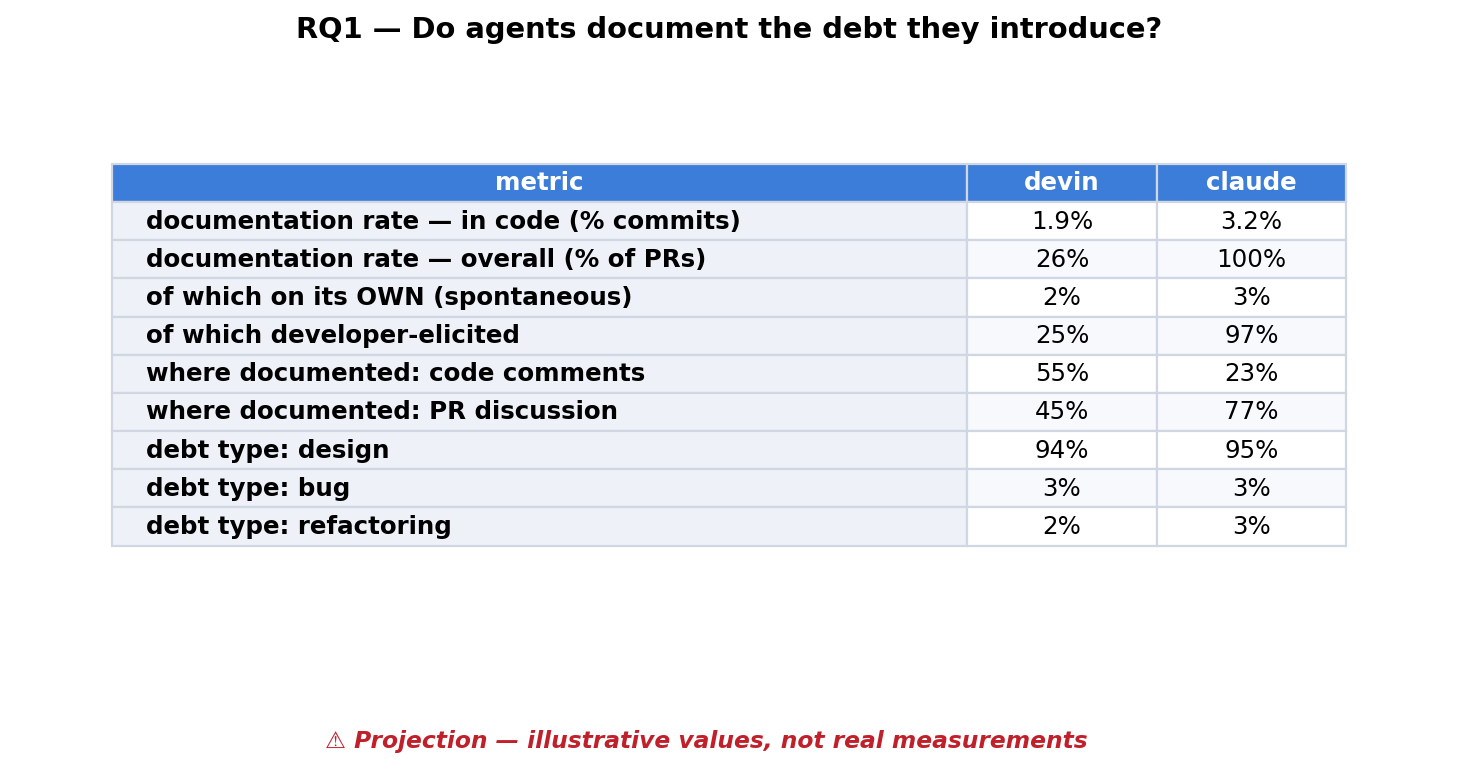 RQ1 — Do agents document the debt they introduce?
metric devin claude
documentation rate — in code (% commits) 1.9% 3.2%
documentation rate — overall (% of PRs) 26% 100%
of which on its OWN (spontaneous) 2% 3%
of which developer-elicited 25% 97%
where documented: code comments 55% 23%
where documented: PR discussion 45% 77%
debt type: design 94% 95%
debt type: bug 3% 3%
debt type: refactoring 2% 3%
⚠ Projection — illustrative values, not real measurements